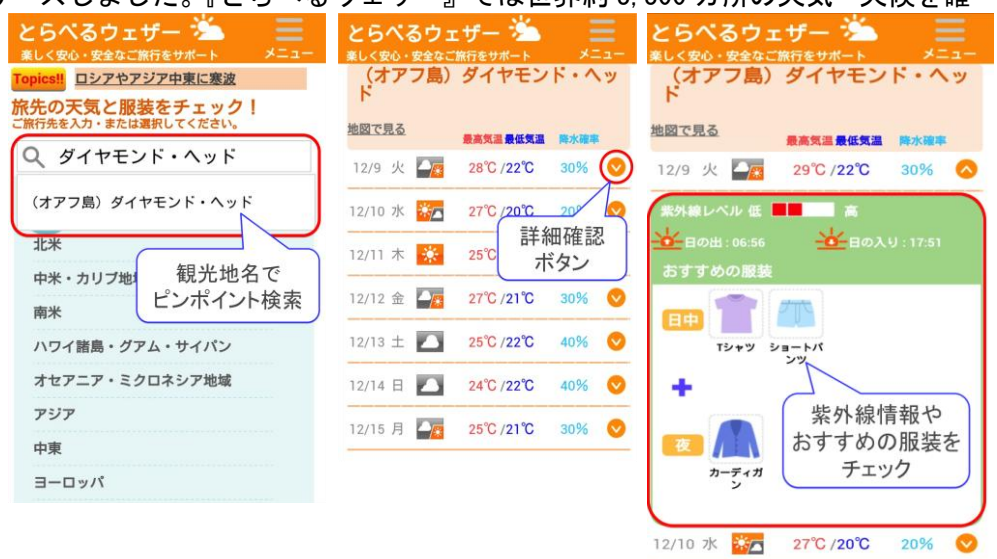 とらべるウェザー
楽しく安心・安全なご旅行をサポート
メニュー
Topics!! ロシアやアジア中東に寒波
旅先の天気と服装をチェック！
ご旅行先を入力・または選択してください。
ダイヤモンド・ヘッド
（オアフ島）ダイヤモンド・ヘッド
北米
中米・カリブ地
南米
ハワイ諸島・グアム・サイパン
オセアニア・ミクロネシア地域
アジア
中東
ヨーロッパ
観光地名で
ピンポイント検索
とらべるウェザー
楽しく安心・安全なご旅行をサポート
メニュー
（オアフ島）ダイヤモンド・ヘッ
ド
地図で見る
最高気温 最低気温 降水確率
12/9 火 28℃/22℃ 30%
12/10 水 27℃/20℃ 20%
12/11 木 25℃
12/12 金 27℃/21℃ 30%
12/13 土 25℃/22℃ 40%
12/14 日 24℃/22℃ 40%
12/15 月 25℃/21℃ 30%
詳細確認
ボタン
とらべるウェザー
楽しく安心・安全なご旅行をサポート
メニュー
（オアフ島）ダイヤモンド・ヘッ
ド
地図で見る
最高気温 最低気温 降水確率
12/9 火 29℃/22℃ 30%
紫外線レベル 低 高
日の出：06:56 日の入り：17:51
おすすめの服装
日中
Tシャツ
ショートパ
ンツ
夜
カーディガ
ン
紫外線情報や
おすすめの服装を
チェック
12/10 水 27℃/20℃ 20%